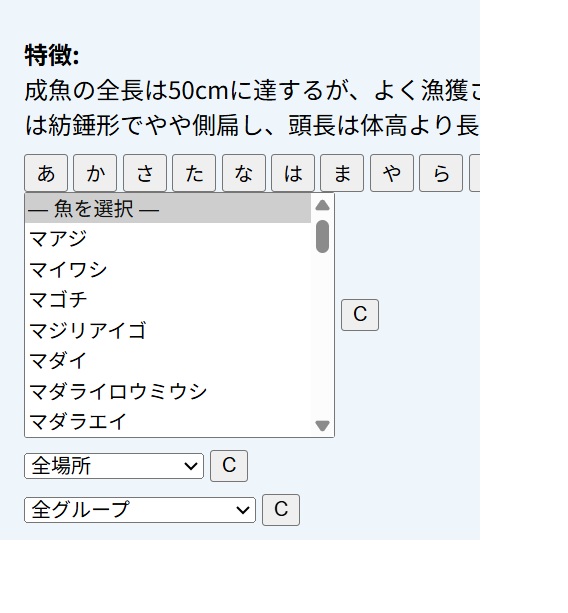 特徴:
成魚の全長は50cmに達するが、よく漁獲さ
は紡錘形でやや側扁し、頭長は体高より長
あ か さ た な は ま や ら
— 魚を選択 —
マアジ
マイワシ
マゴチ
マジリアイゴ
マダイ
マダライロウミウシ
マダラエイ
C
全場所 C
全グループ C